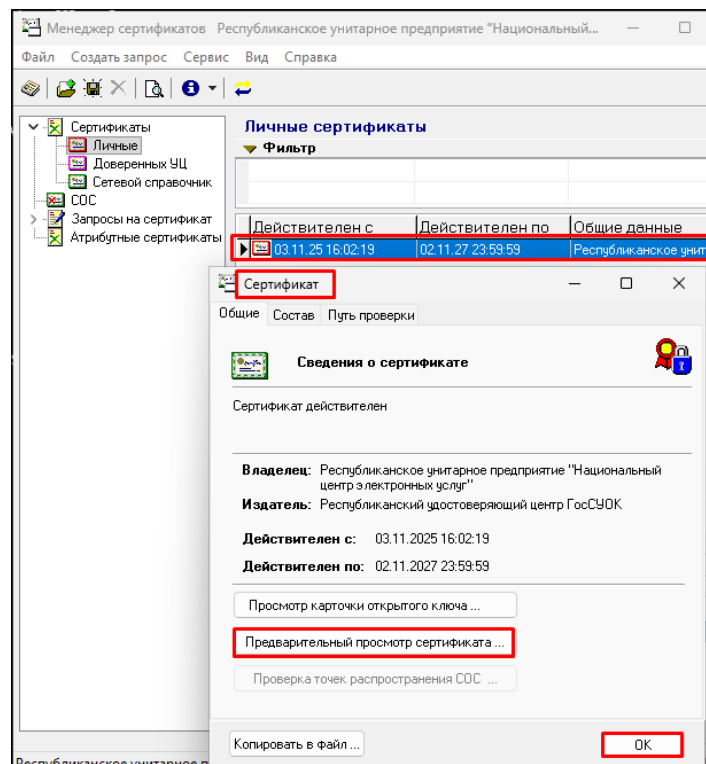 Менеджер сертификатов Республиканское унитарное предприятие "Национальный...
Файл Создать запрос Сервис Вид Справка
Сертификаты
Личные
Доверенных УЦ
Сетевой справочник
СОС
Запросы на сертификат
Атрибутные сертификаты
Личные сертификаты
Фильтр
Действителен с Действителен по Общие данные
03.11.25 16:02:19 02.11.27 23:59:59 Республиканское унит
Сертификат
Общие Состав Путь проверки
Сведения о сертификате
Сертификат действителен
Владелец: Республиканское унитарное предприятие "Национальный
центр электронных услуг"
Издатель: Республиканский удостоверяющий центр ГосСУОК
Действителен с: 03.11.2025 16:02:19
Действителен по: 02.11.2027 23:59:59
Просмотр карточки открытого ключа ...
Предварительный просмотр сертификата ...
Проверка точек распространения СОС ...
Копировать в файл ... OK
Республиканское унитарное п